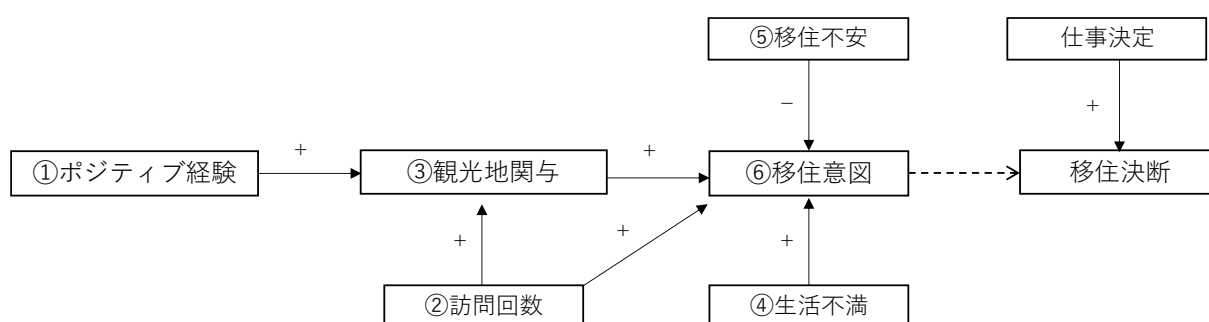 ⑤移住不安
仕事決定
−
+
+
+
①ポジティブ経験
③観光地関与
⑥移住意図
移住決断
+
+
+
②訪問回数
④生活不満